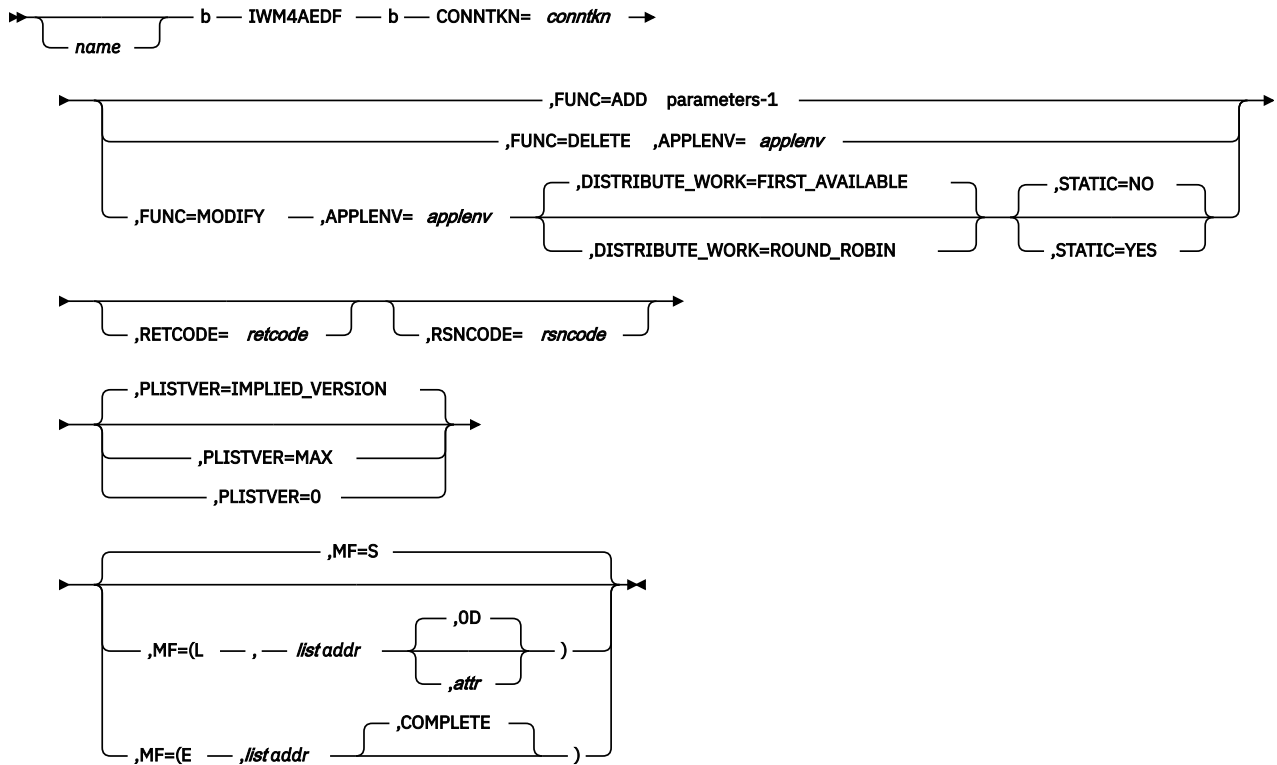 b IWM4AEDF b CONNTKN= conntkn
name
,FUNC=ADD parameters-1
,FUNC=DELETE ,APPLENV= applenv
,DISTRIBUTE_WORK=FIRST_AVAILABLE ,STATIC=NO
,FUNC=MODIFY ,APPLENV= applenv
,DISTRIBUTE_WORK=ROUND_ROBIN ,STATIC=YES
,RETCODE= retcode ,RSNCODE= rsncode
,PLISTVER=IMPLIED_VERSION
,PLISTVER=MAX
,PLISTVER=0
,MF=S
,0D
,MF=(L , list addr )
,attr
,COMPLETE
,MF=(E ,list addr )